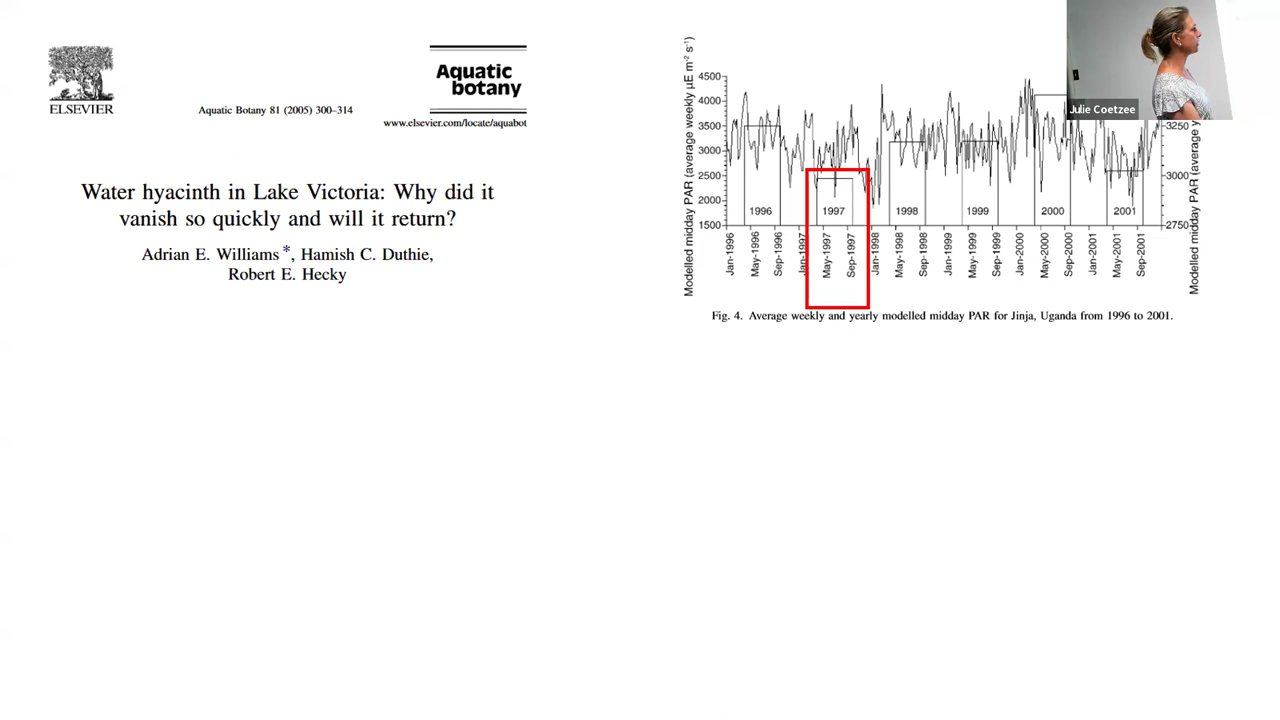 ELSEVIER
Aquatic Botany 81 (2005) 300–314
Aquatic
botany
www.elsevier.com/locate/aquabot
Water hyacinth in Lake Victoria: Why did it
vanish so quickly and will it return?
Adrian E. Williams *, Hamish C. Duthie,
Robert E. Hecky
Modelled midday PAR (average weekly µE m⁻² s⁻¹)
4500
4000
3500
3000
2500
2000
1500
1996
1997
1998
1999
2000
2001
Jan-1996
May-1996
Sep-1996
Jan-1997
May-1997
Sep-1997
Jan-1998
May-1998
Sep-1998
Jan-1999
May-1999
Sep-1999
Jan-2000
May-2000
Sep-2000
Jan-2001
May-2001
Sep-2001
3250
3000
2750
Modelled midday PAR (average y
Fig. 4. Average weekly and yearly modelled midday PAR for Jinja, Uganda from 1996 to 2001.
Julie Coetzee